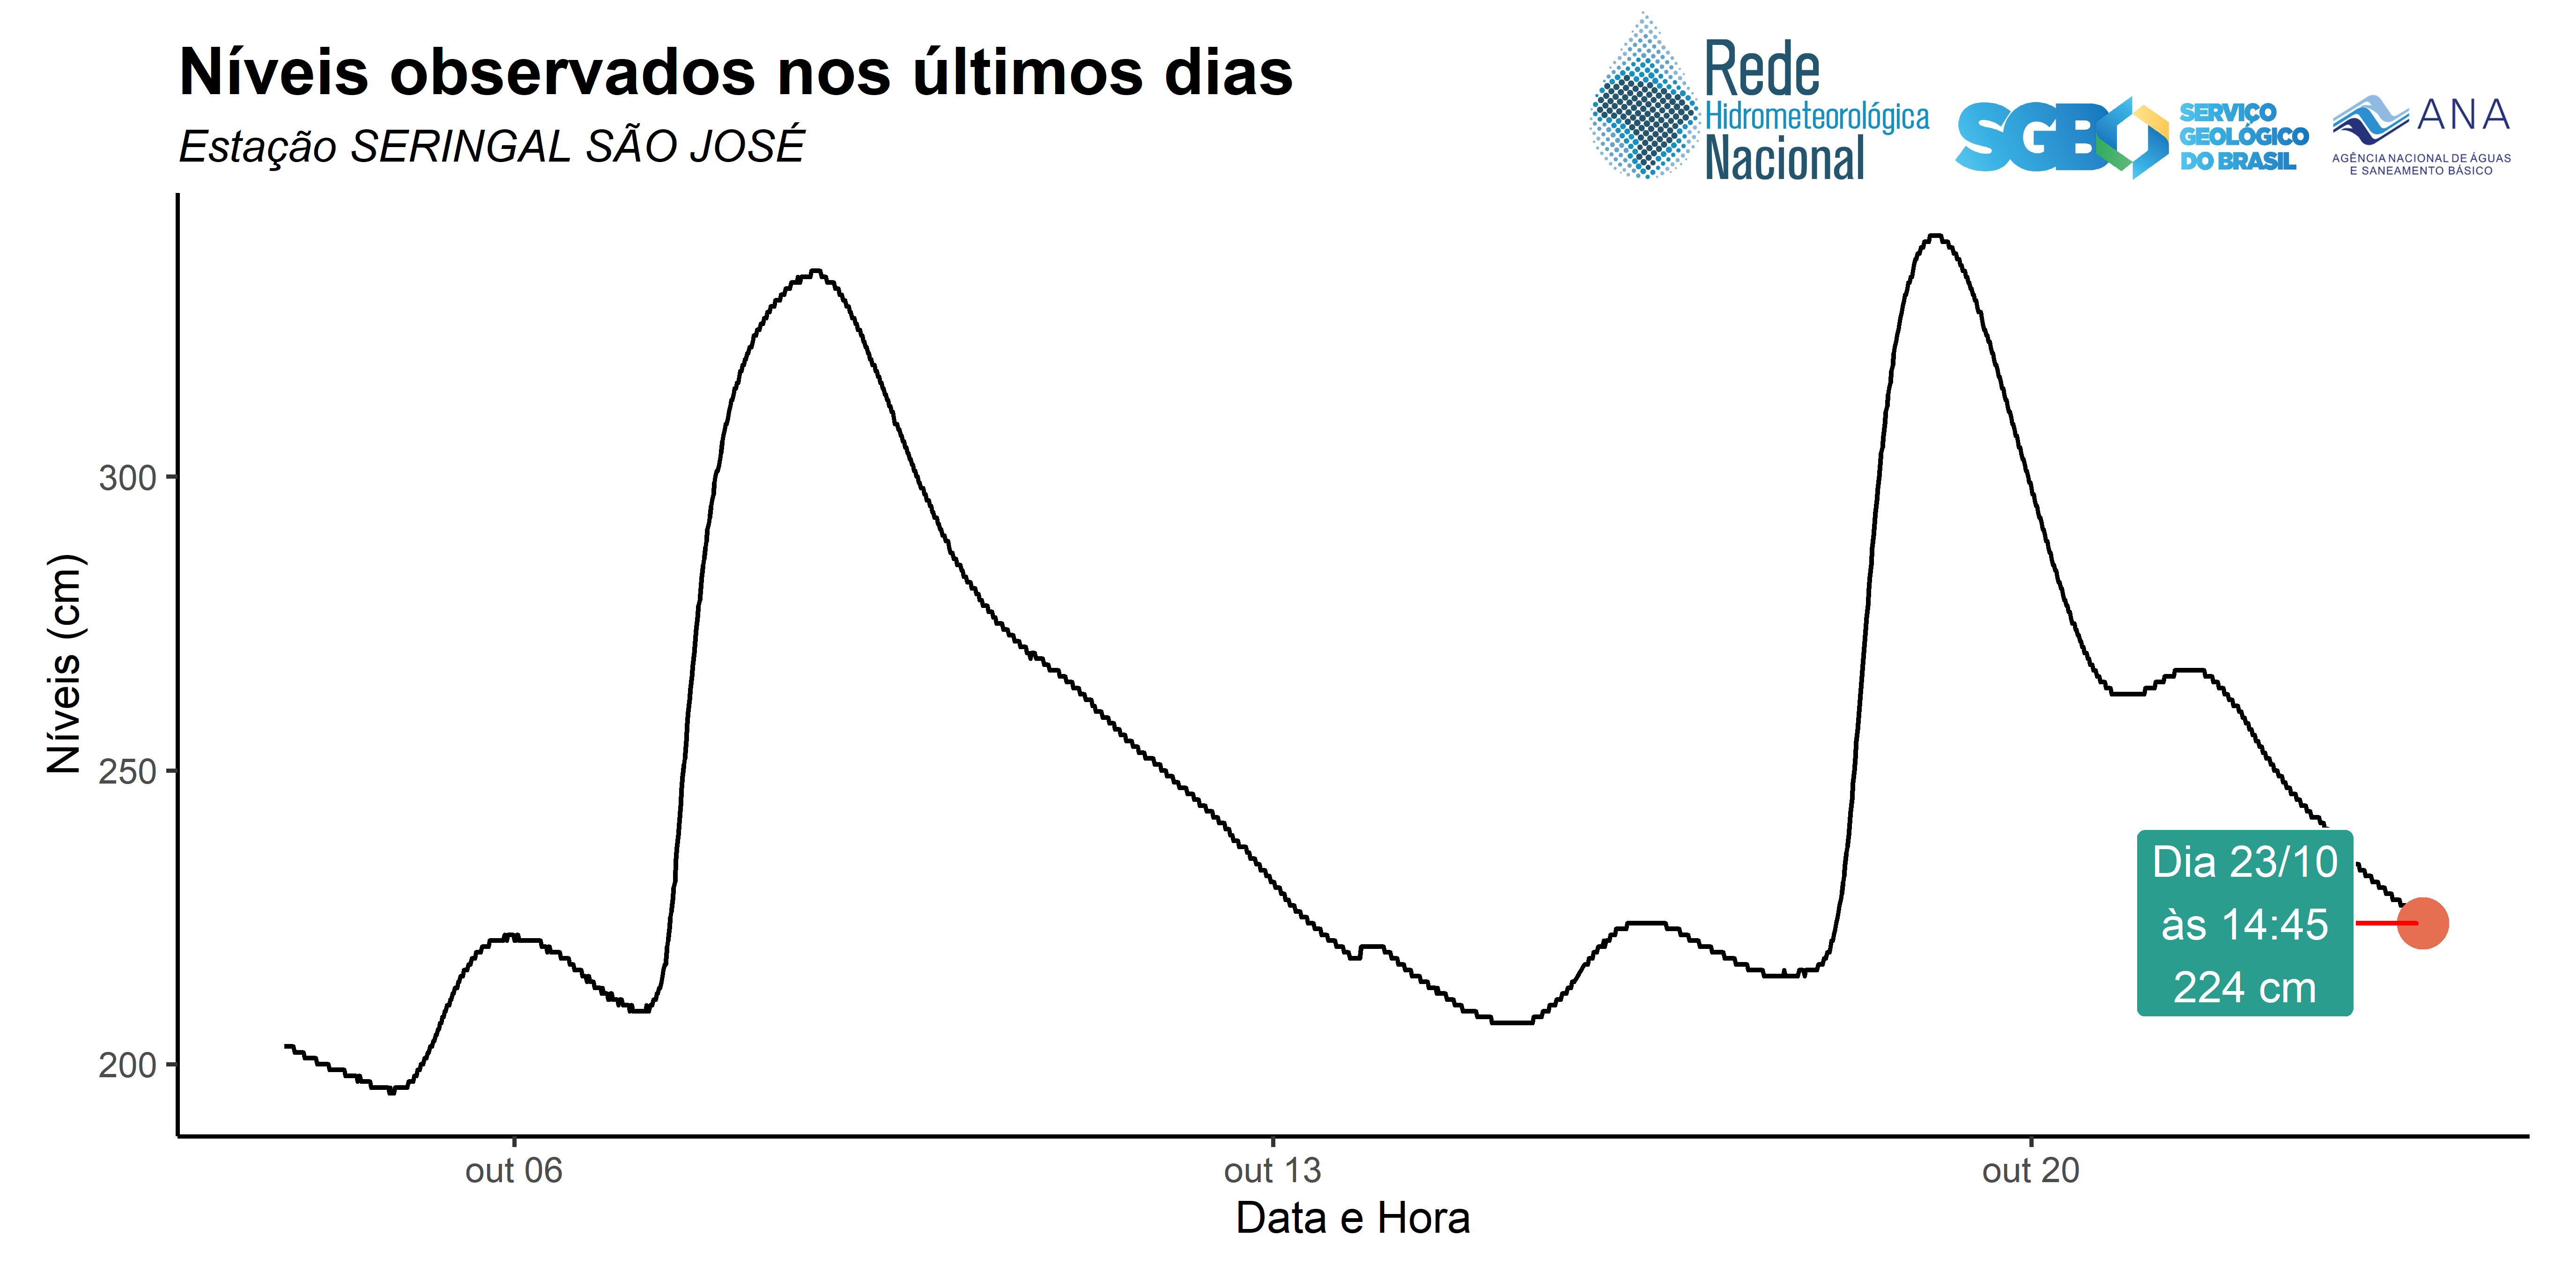 Níveis observados nos últimos dias
Estação SERINGAL SÃO JOSÉ
Rede
Hidrometeorológica
Nacional
SGB
SERVIÇO
GEOLÓGICO
DO BRASIL
ANA
AGÊNCIA NACIONAL DE ÁGUAS
E SANEAMENTO BÁSICO
Níveis (cm)
300
250
200
Dia 23/10
às 14:45
224 cm
out 06
out 13
out 20
Data e Hora